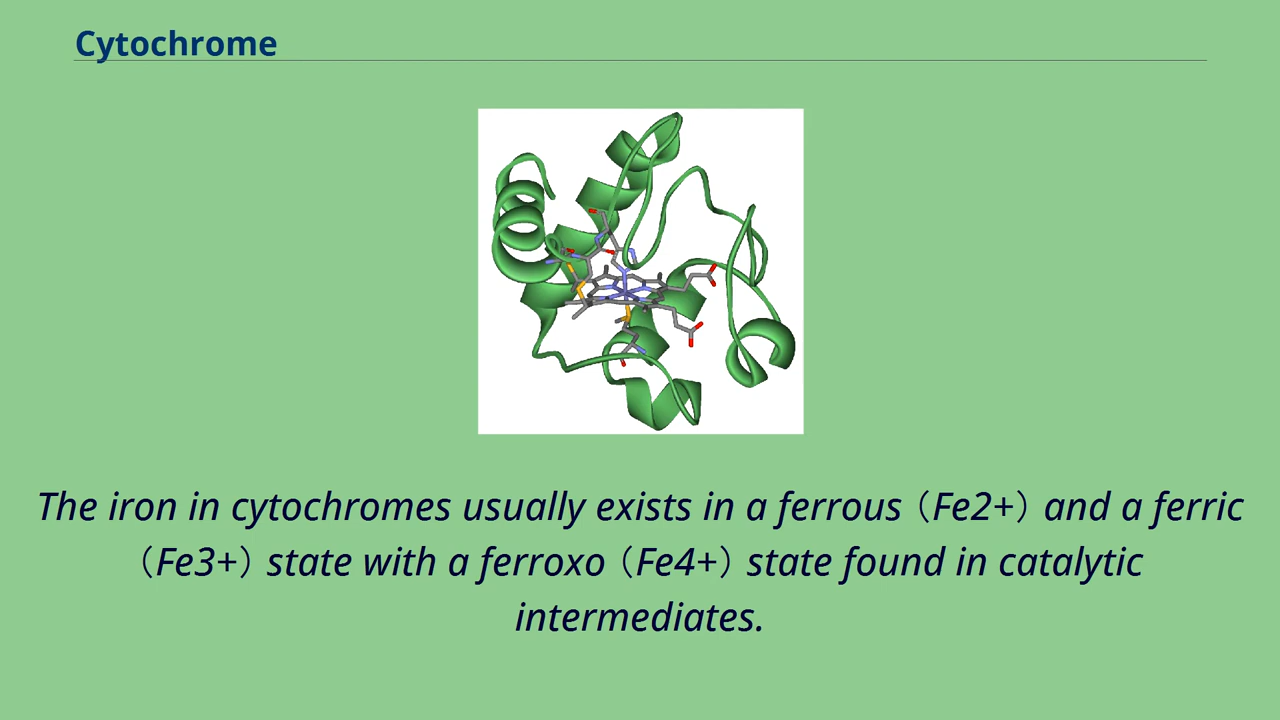 Cytochrome
The iron in cytochromes usually exists in a ferrous（Fe2+）and a ferric
（Fe3+）state with a ferroxo（Fe4+）state found in catalytic
intermediates.